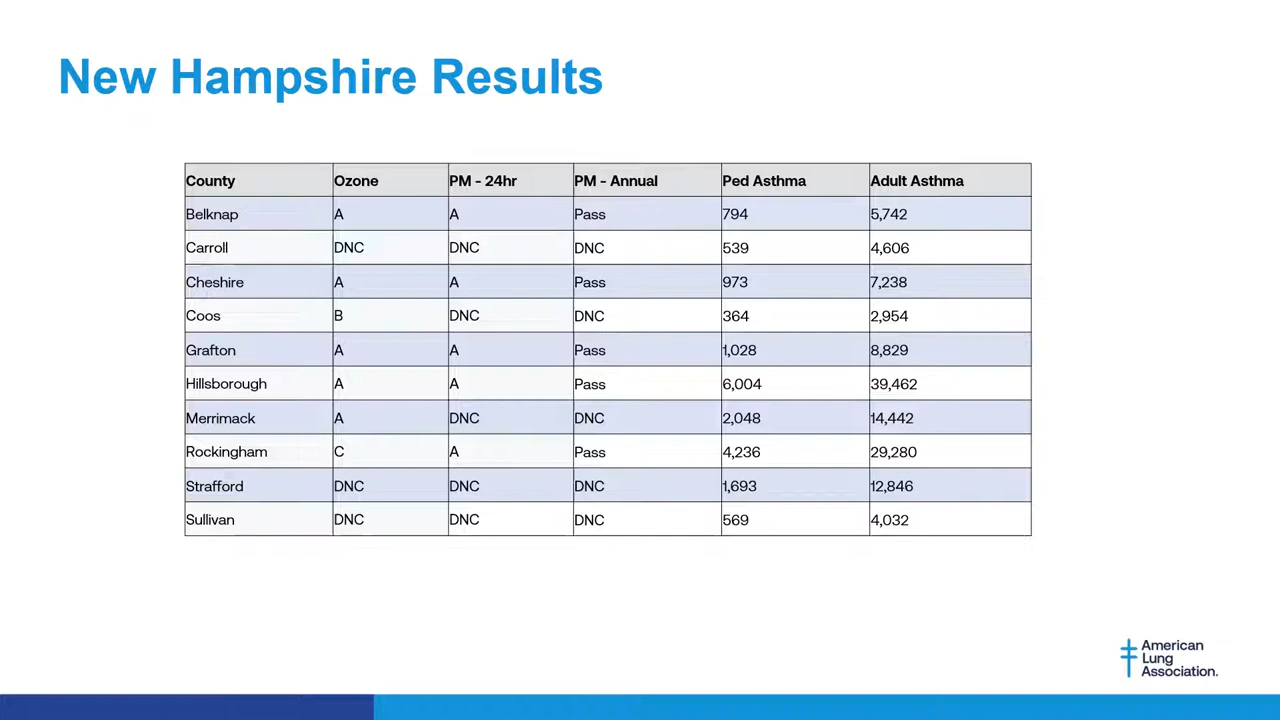 New Hampshire Results
County Ozone PM - 24hr PM - Annual Ped Asthma Adult Asthma
Belknap A A Pass 794 5,742
Carroll DNC DNC DNC 539 4,606
Cheshire A A Pass 973 7,238
Coos B DNC DNC 364 2,954
Grafton A A Pass 1,028 8,829
Hillsborough A A Pass 6,004 39,462
Merrimack A DNC DNC 2,048 14,442
Rockingham C A Pass 4,236 29,280
Strafford DNC DNC DNC 1,693 12,846
Sullivan DNC DNC DNC 569 4,032
American
Lung
Association.